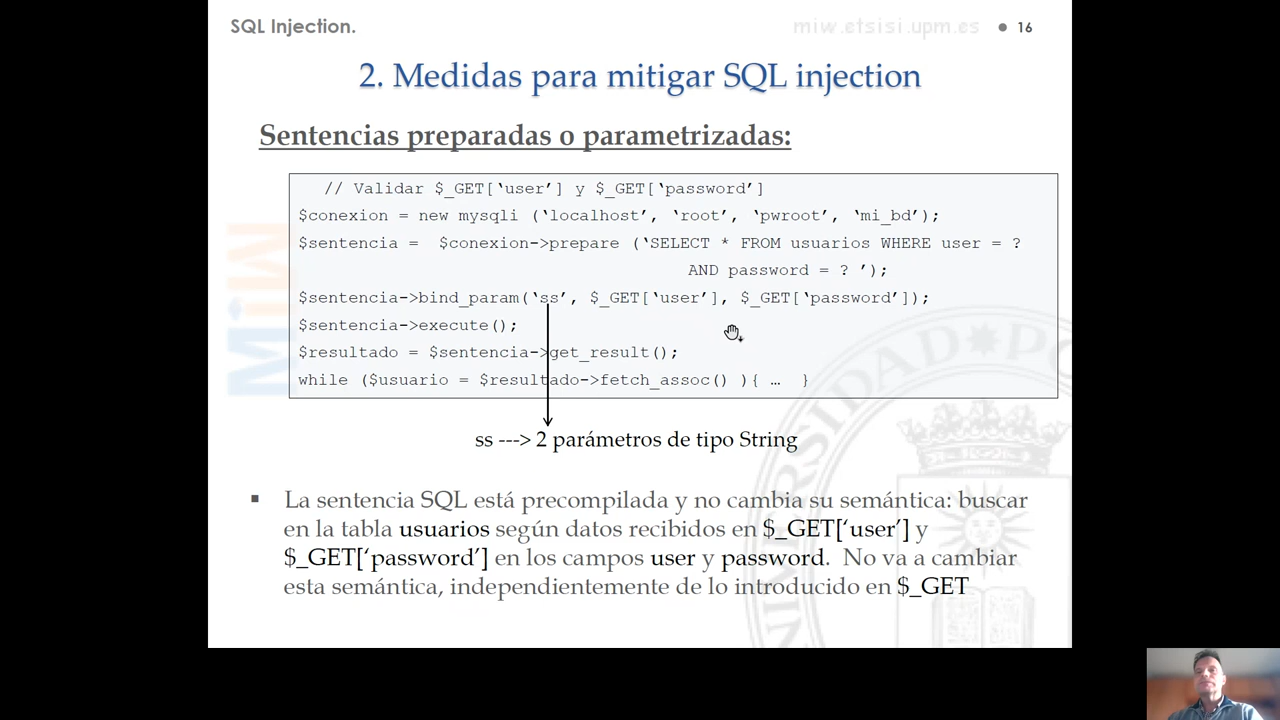 SQL Injection.
miw.etsisi.upm.es ● 16
2. Medidas para mitigar SQL injection
Sentencias preparadas o parametrizadas:
// Validar $_GET[‘user’] y $_GET[‘password’]
$conexion = new mysqli (‘localhost’, ‘root’, ‘pwroot’, ‘mi_bd’);
$sentencia = $conexion->prepare (‘SELECT * FROM usuarios WHERE user = ?
AND password = ? ’);
$sentencia->bind_param(‘ss’, $_GET[‘user’], $_GET[‘password’]);
$sentencia->execute();
$resultado = $sentencia->get_result();
while ($usuario = $resultado->fetch_assoc() ){ … }
ss ---> 2 parámetros de tipo String
▪ La sentencia SQL está precompilada y no cambia su semántica: buscar
en la tabla usuarios según datos recibidos en $_GET[‘user’] y
$_GET[‘password’] en los campos user y password. No va a cambiar
esta semántica, independientemente de lo introducido en $_GET
MiW